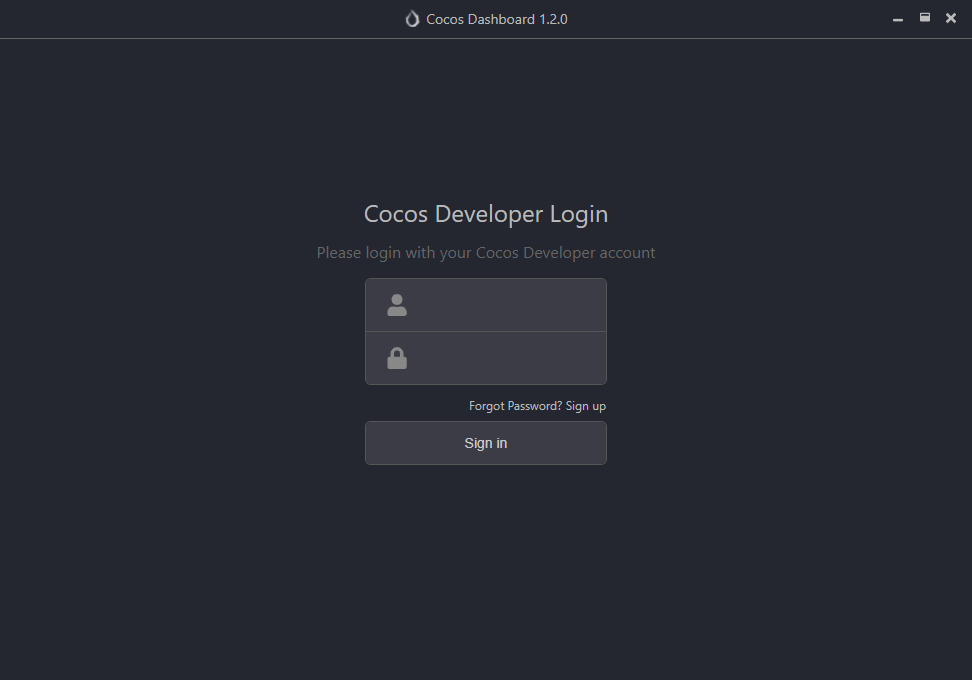 Cocos Dashboard 1.2.0
Cocos Developer Login
Please login with your Cocos Developer account
Forgot Password? Sign up
Sign in